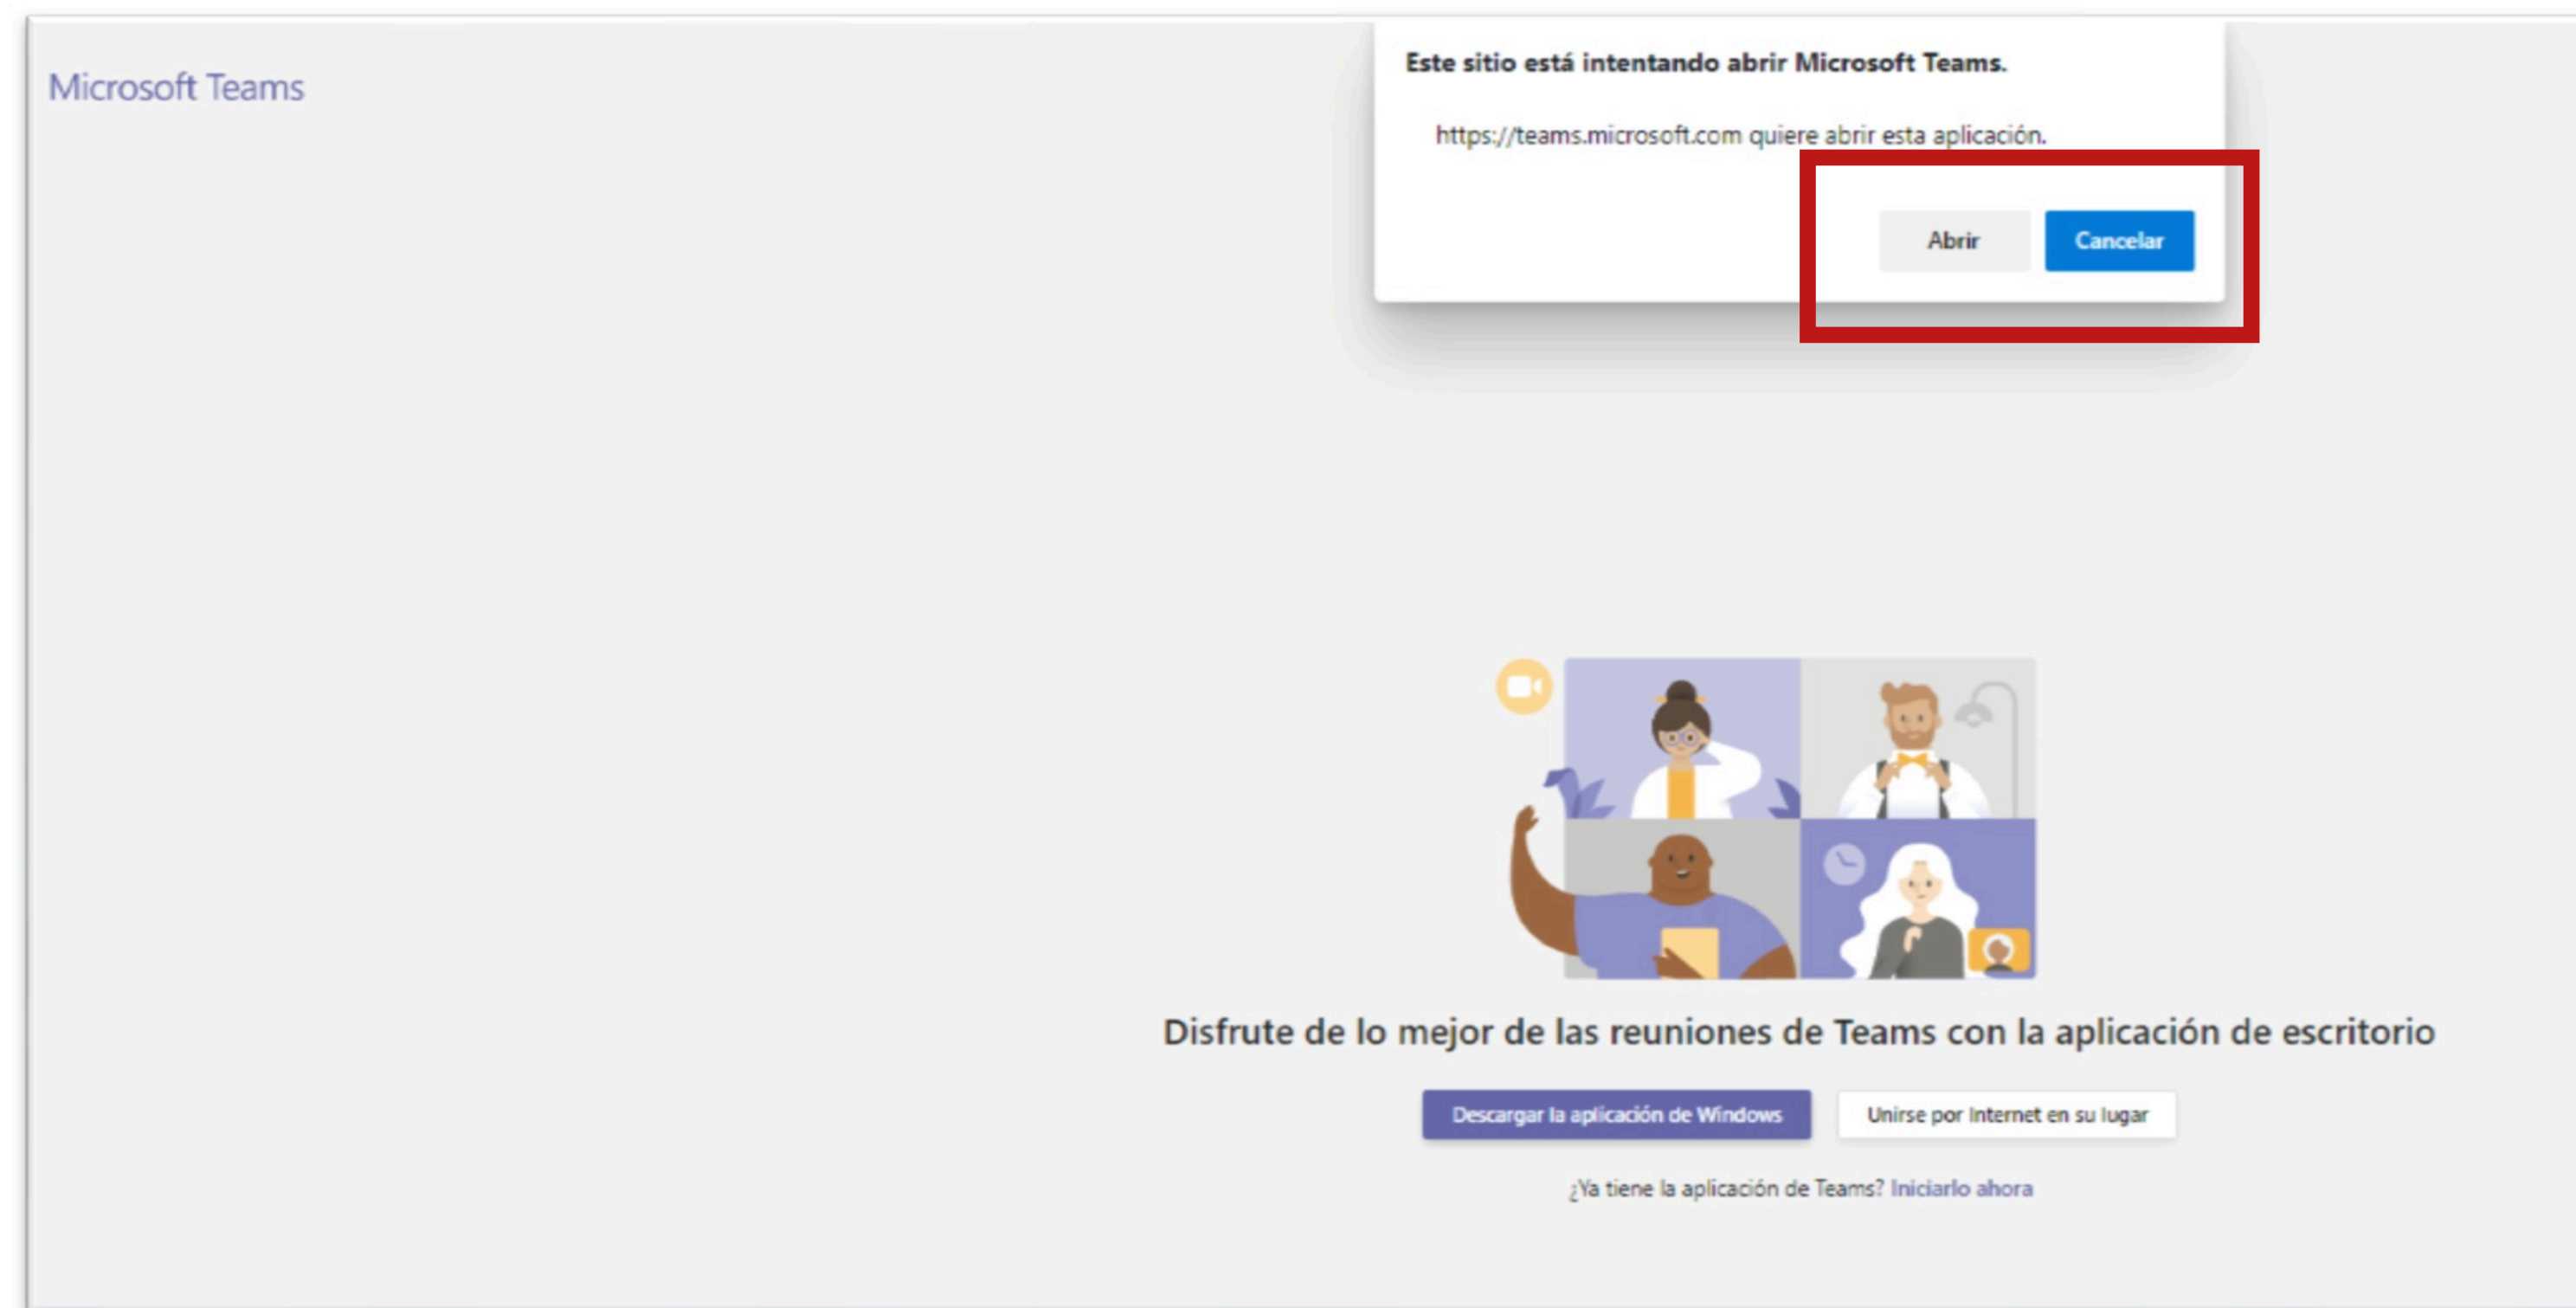 Microsoft Teams
Este sitio está intentando abrir Microsoft Teams.
https://teams.microsoft.com quiere abrir esta aplicación.
Abrir
Cancelar
Disfrute de lo mejor de las reuniones de Teams con la aplicación de escritorio
Descargar la aplicación de Windows
Unirse por Internet en su lugar
¿Ya tiene la aplicación de Teams? Iniciarlo ahora